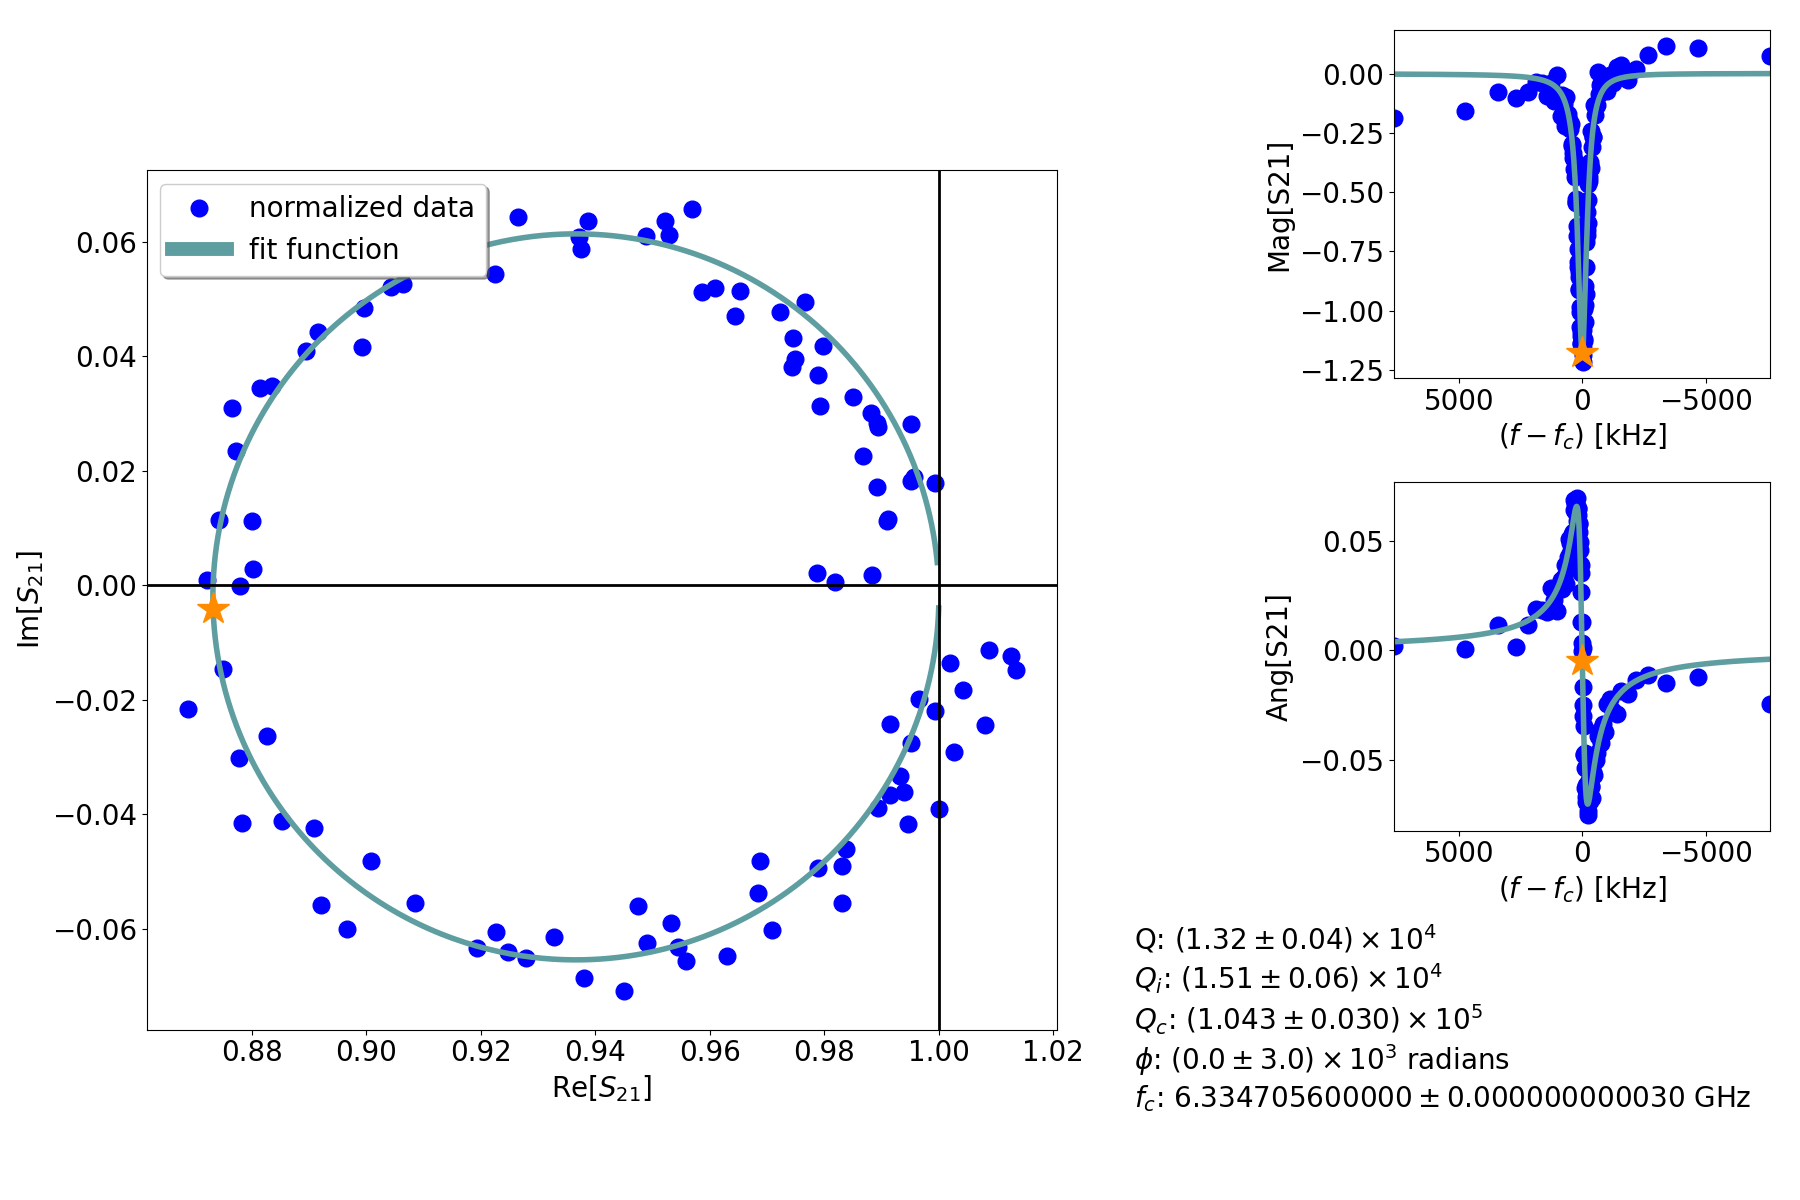 normalized data
fit function
0.06
0.04
0.02
0.00
−0.02
−0.04
−0.06
Im[S21]
0.88 0.90 0.92 0.94 0.96 0.98 1.00 1.02
Re[S21]
0.00
−0.25
−0.50
−0.75
−1.00
−1.25
Mag[S21]
5000 0 −5000
(f − fc) [kHz]
0.05
0.00
−0.05
Ang[S21]
5000 0 −5000
(f − fc) [kHz]
Q: (1.32 ± 0.04) × 10^4
Qi: (1.51 ± 0.06) × 10^4
Qc: (1.043 ± 0.030) × 10^5
ϕ: (0.0 ± 3.0) × 10^3 radians
fc: 6.334705600000 ± 0.000000000030 GHz